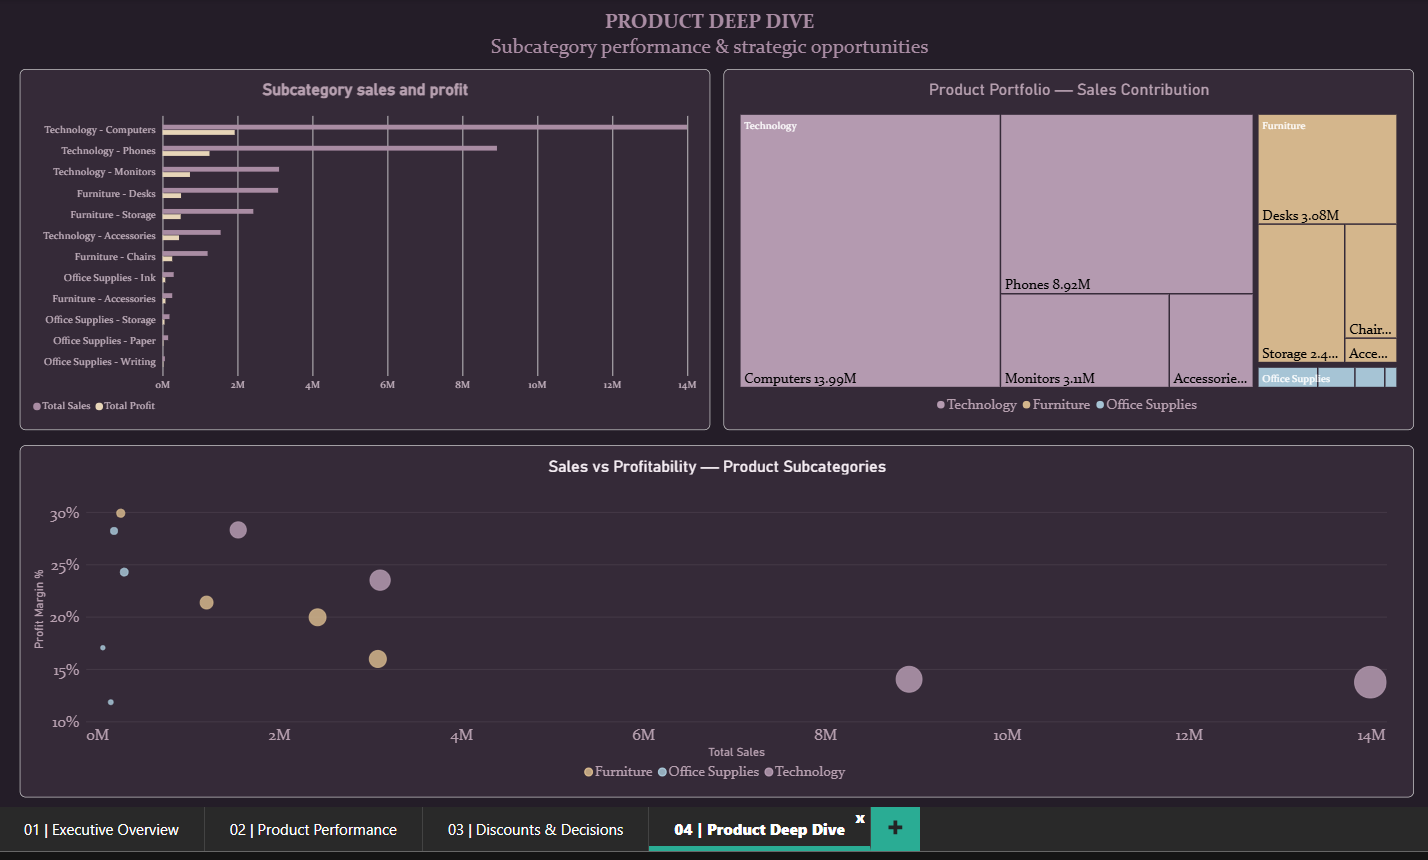 PRODUCT DEEP DIVE
Subcategory performance & strategic opportunities
Subcategory sales and profit
Technology - Computers
Technology - Phones
Technology - Monitors
Furniture - Desks
Furniture - Storage
Technology - Accessories
Furniture - Chairs
Office Supplies - Ink
Furniture - Accessories
Office Supplies - Storage
Office Supplies - Paper
Office Supplies - Writing
0M 2M 4M 6M 8M 10M 12M 14M
Total Sales Total Profit
Product Portfolio — Sales Contribution
Technology
Furniture
Desks 3.08M
Phones 8.92M
Chair...
Storage 2.4... Acce...
Computers 13.99M Monitors 3.11M Accessorie... Office Supplies
Technology Furniture Office Supplies
Sales vs Profitability — Product Subcategories
Profit Margin %
30%
25%
20%
15%
10%
0M 2M 4M 6M 8M 10M 12M 14M
Total Sales
Furniture Office Supplies Technology
01 | Executive Overview 02 | Product Performance 03 | Discounts & Decisions 04 | Product Deep Dive x +